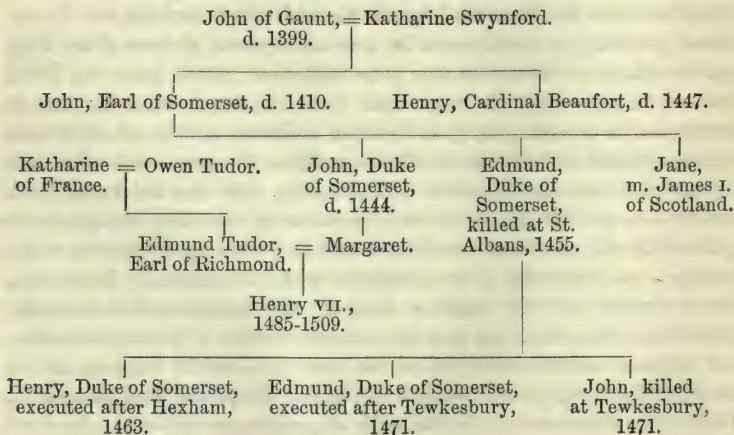 John of Gaunt, = Katharine Swynford.
d. 1399.
John, Earl of Somerset, d. 1410.
Henry, Cardinal Beaufort, d. 1447.
Katharine = Owen Tudor.
of France.
John, Duke
of Somerset,
d. 1444.
Edmund,
Duke of
Somerset,
killed at St.
Albans, 1455.
Jane,
m. James I.
of Scotland.
Edmund Tudor, = Margaret.
Earl of Richmond.
Henry VII.,
1485-1509.
Henry, Duke of Somerset,
executed after Hexham,
1463.
Edmund, Duke of Somerset,
executed after Tewkesbury,
1471.
John, killed
at Tewkesbury,
1471.